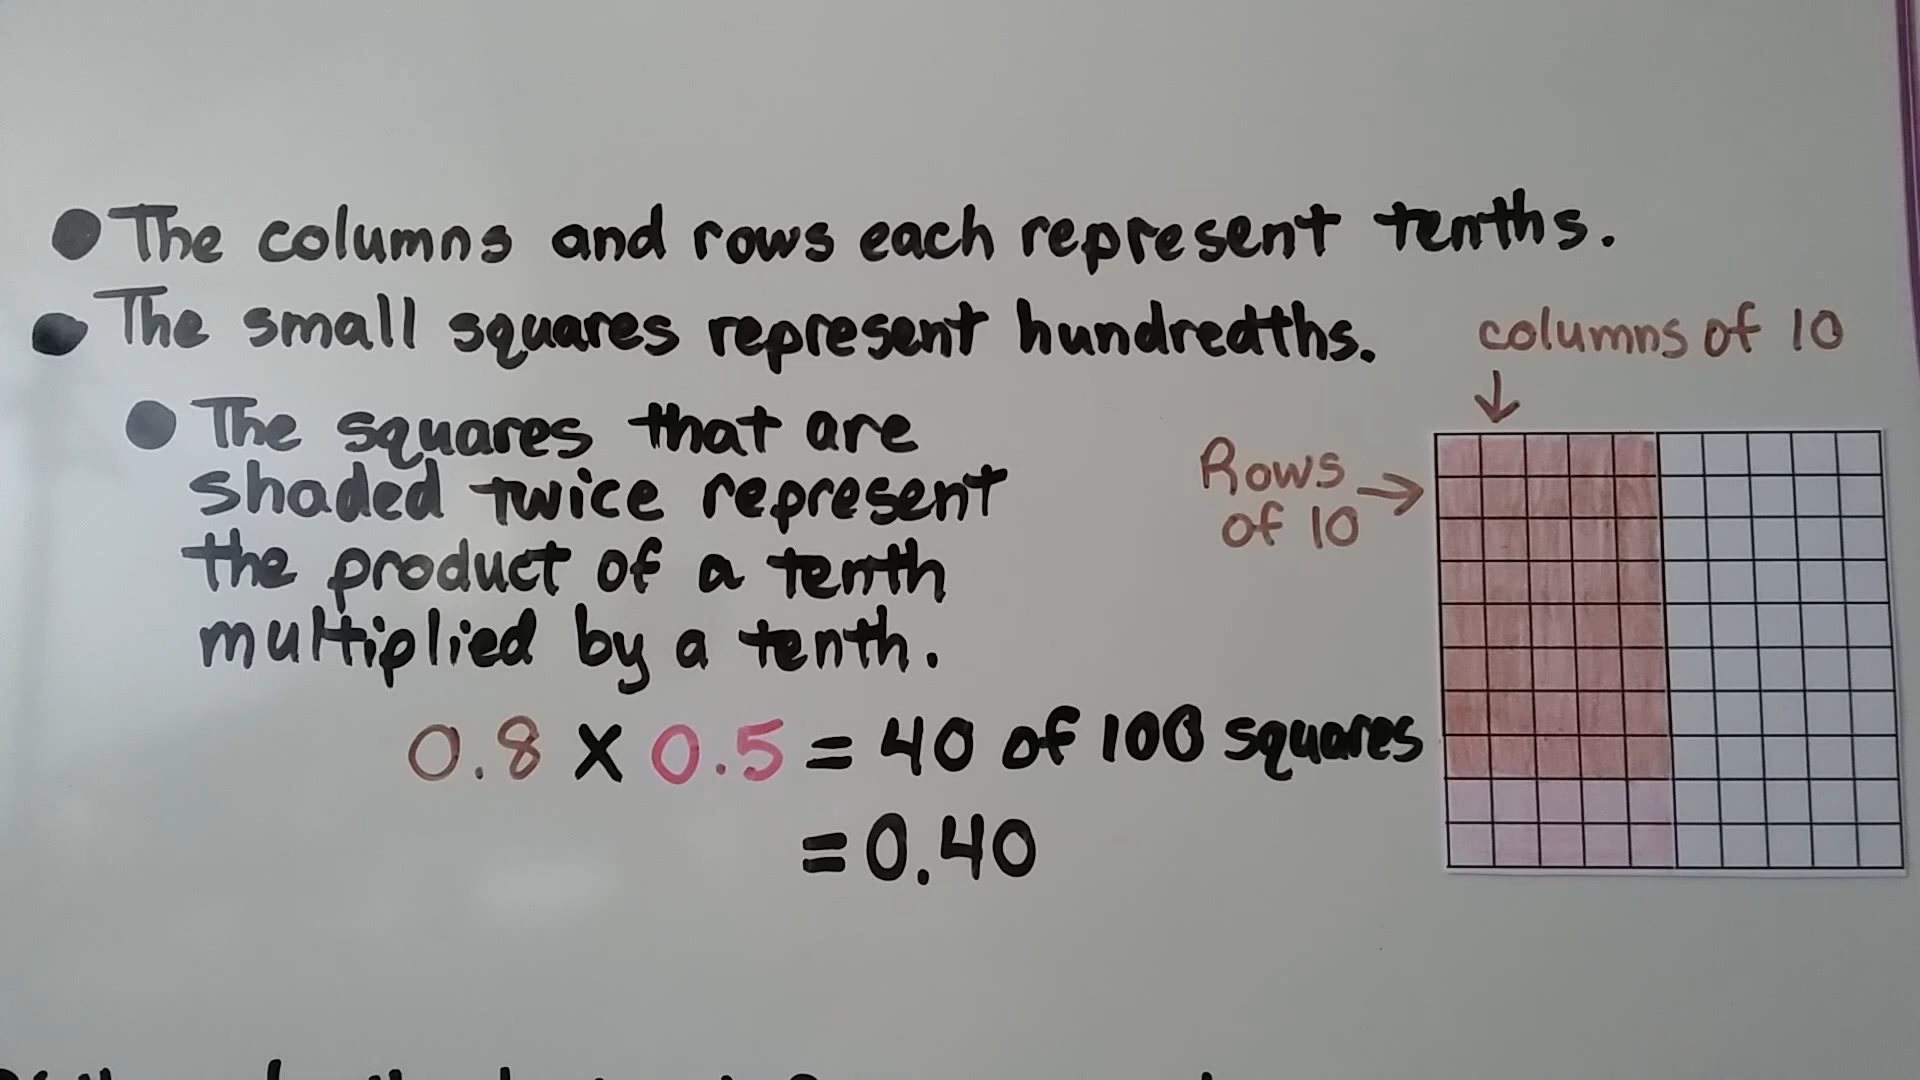 ● The columns and rows each represent tenths.
● The small squares represent hundredths.
columns of 10
↓
● The squares that are
shaded twice represent
the product of a tenth
multiplied by a tenth.
Rows →
of 10
0.8 x 0.5 = 40 of 100 squares
= 0.40